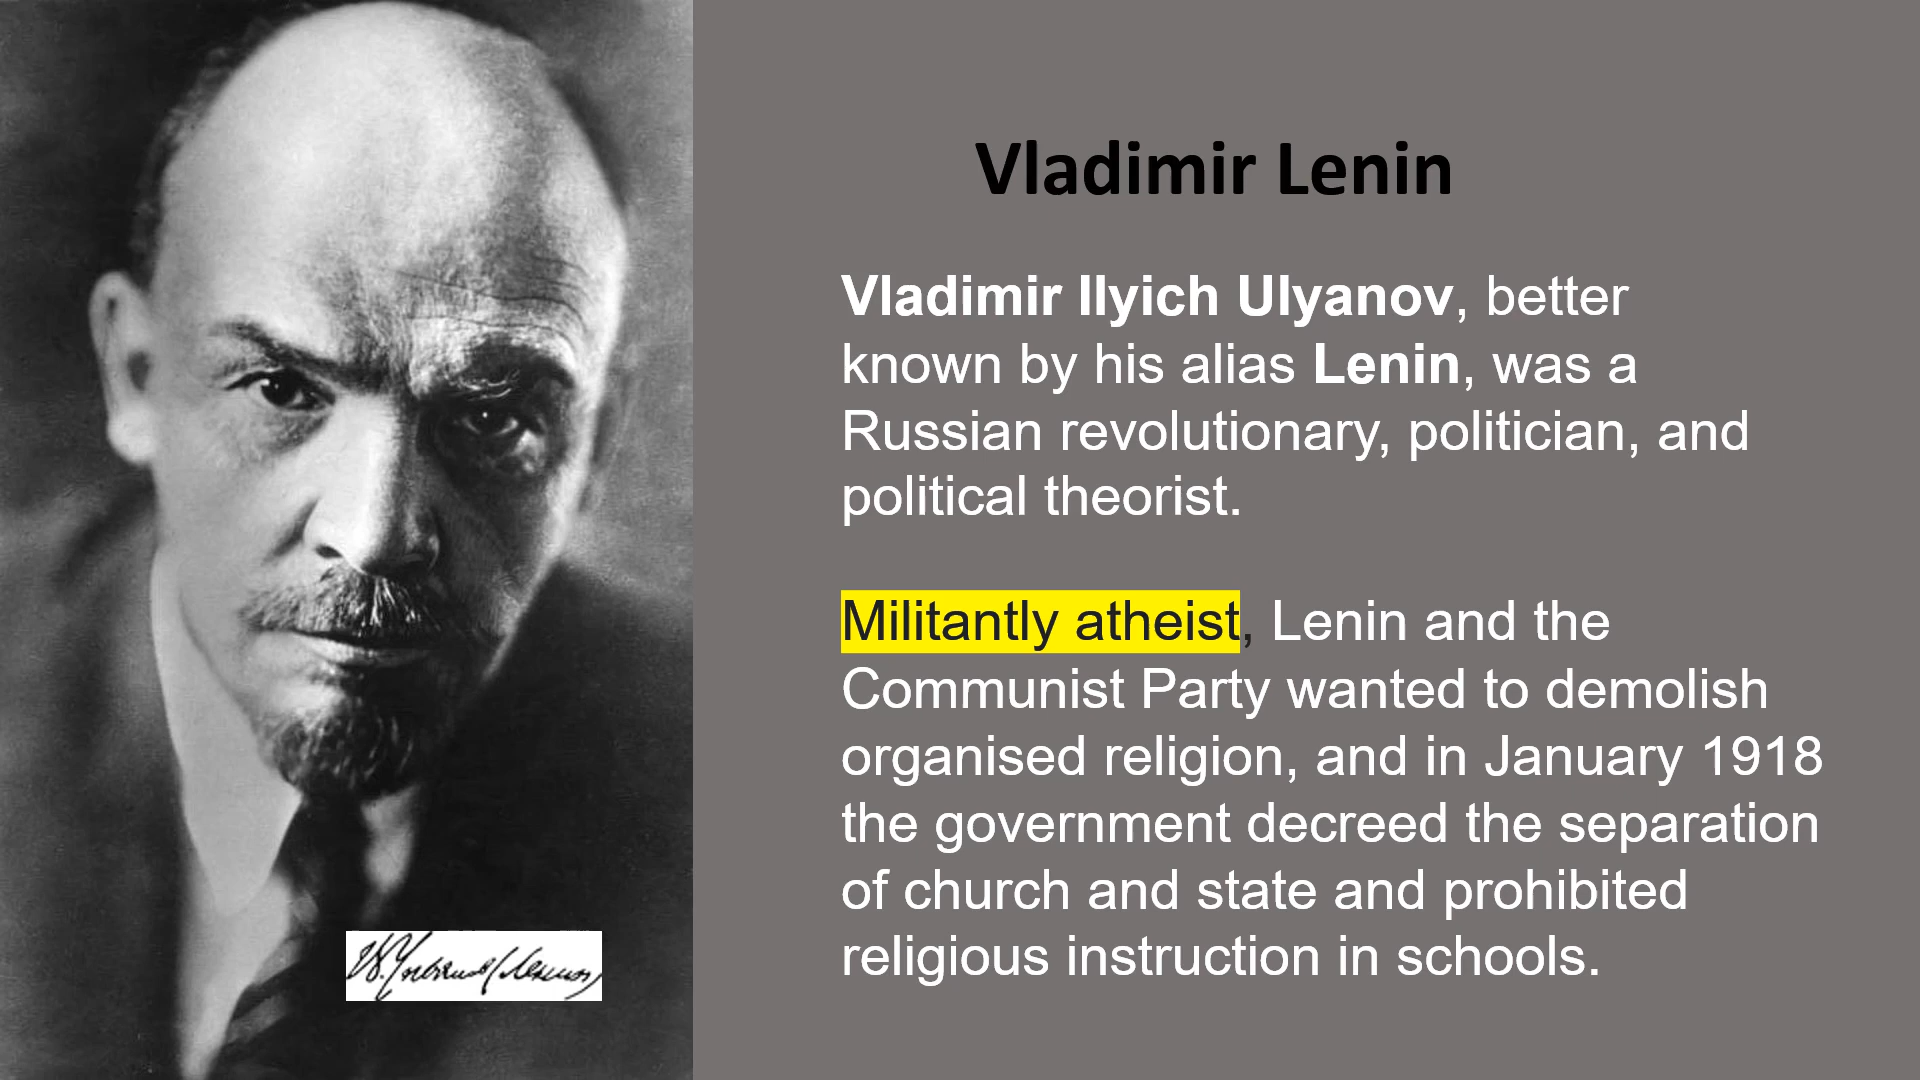 Vladimir Lenin
Vladimir Ilyich Ulyanov, better
known by his alias Lenin, was a
Russian revolutionary, politician, and
political theorist.
Militantly atheist, Lenin and the
Communist Party wanted to demolish
organised religion, and in January 1918
the government decreed the separation
of church and state and prohibited
religious instruction in schools.